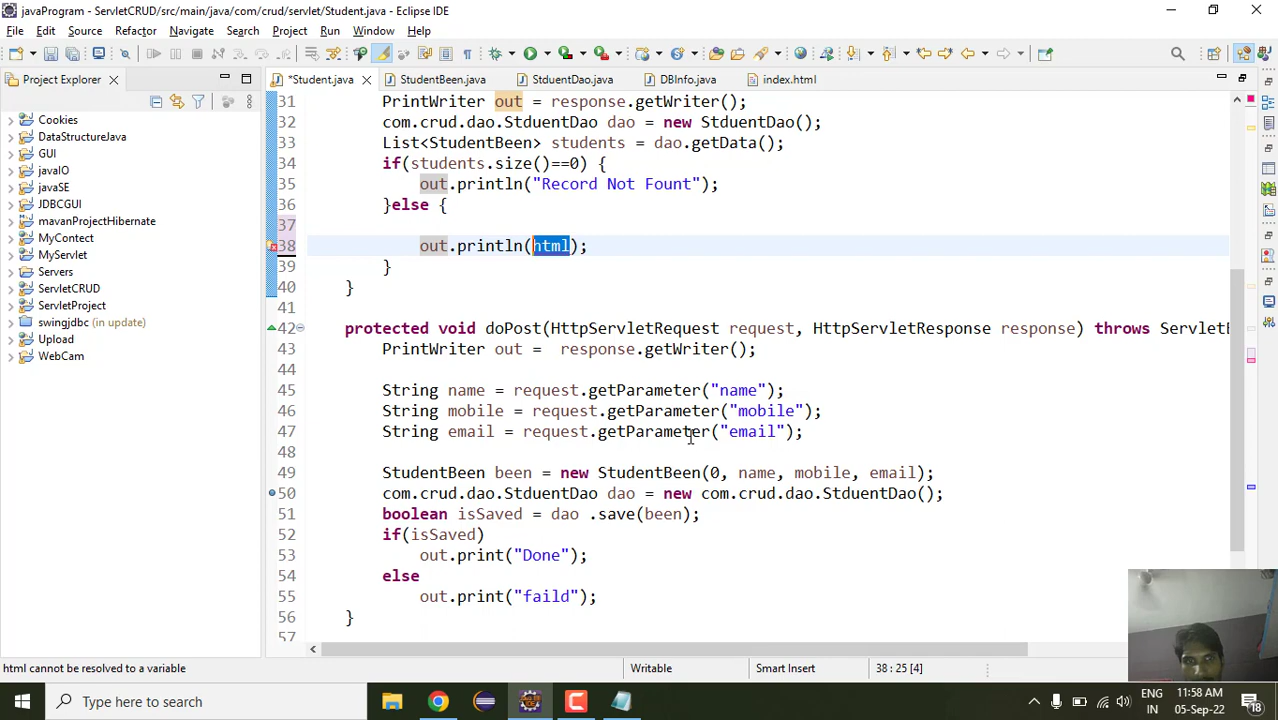 javaProgram - ServletCRUD/src/main/java/com/crud/servlet/Student.java - Eclipse IDE
File Edit Source Refactor Navigate Search Project Run Window Help
Project Explorer
*Student.java StudentBeen.java StduentDao.java DBInfo.java index.html
Cookies
DataStructureJava
GUI
javaIO
javaSE
JDBCGUI
mavanProjectHibernate
MyContect
MyServlet
Servers
ServletCRUD
ServletProject
swingjdbc (in update)
Upload
WebCam
31 PrintWriter out = response.getWriter();
32 com.crud.dao.StduentDao dao = new StduentDao();
33 List<StudentBeen> students = dao.getData();
34 if(students.size()==0) {
35 out.println("Record Not Fount");
36 }else {
37
38 out.println(html);
39 }
40 }
41
42 protected void doPost(HttpServletRequest request, HttpServletResponse response) throws ServletE
43 PrintWriter out =  response.getWriter();
44
45 String name = request.getParameter("name");
46 String mobile = request.getParameter("mobile");
47 String email = request.getParameter("email");
48
49 StudentBeen been = new StudentBeen(0, name, mobile, email);
50 com.crud.dao.StduentDao dao = new com.crud.dao.StduentDao();
51 boolean isSaved = dao .save(been);
52 if(isSaved)
53 out.print("Done");
54 else
55 out.print("faild");
56 }
57
html cannot be resolved to a variable Writable Smart Insert 38 : 25 [4]
Type here to search
ENG
IN
11:58 AM
05-Sep-22
18